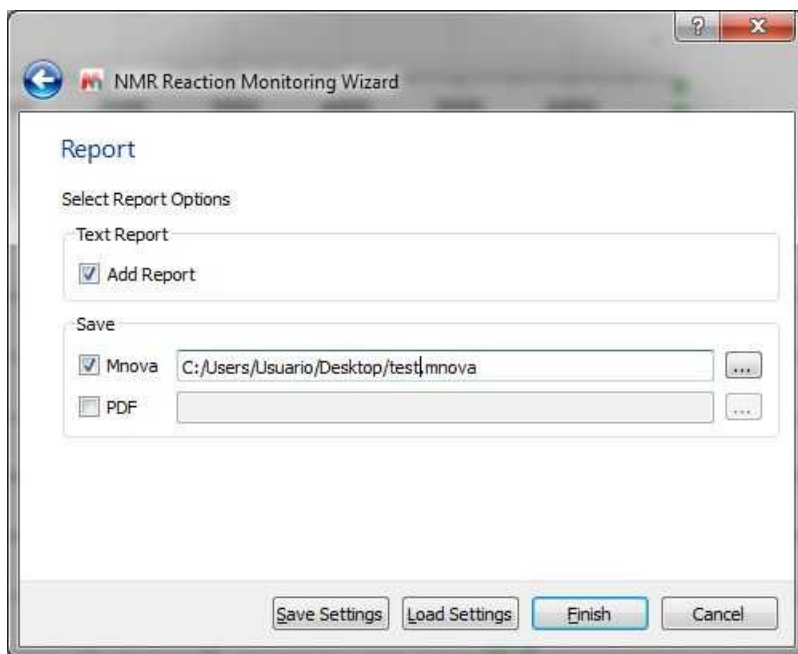 ?
X
NMR Reaction Monitoring Wizard
Report
Select Report Options
Text Report
Add Report
Save
Mnova C:/Users/Usuario/Desktop/test.mnova ...
PDF ...
Save Settings Load Settings Finish Cancel